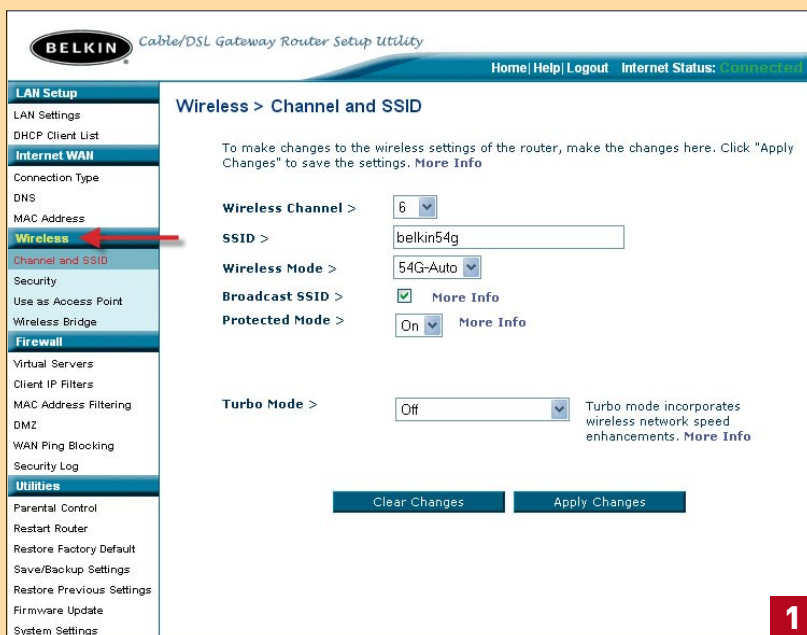 BELKIN
Cable/DSL Gateway Router Setup Utility
Home| Help| Logout Internet Status: Connected
LAN Setup
LAN Settings
DHCP Client List
Internet WAN
Connection Type
DNS
MAC Address
Wireless
Channel and SSID
Security
Use as Access Point
Wireless Bridge
Firewall
Virtual Servers
Client IP Filters
MAC Address Filtering
DMZ
WAN Ping Blocking
Security Log
Utilities
Parental Control
Restart Router
Restore Factory Default
Save/Backup Settings
Restore Previous Settings
Firmware Update
System Settings
Wireless > Channel and SSID
To make changes to the wireless settings of the router, make the changes here. Click "Apply
Changes" to save the settings. More Info
Wireless Channel > 6
SSID > belkin54g
Wireless Mode > 54G-Auto
Broadcast SSID > More Info
Protected Mode > On More Info
Turbo Mode > Off Turbo mode incorporates
wireless network speed
enhancements. More Info
Clear Changes Apply Changes
1